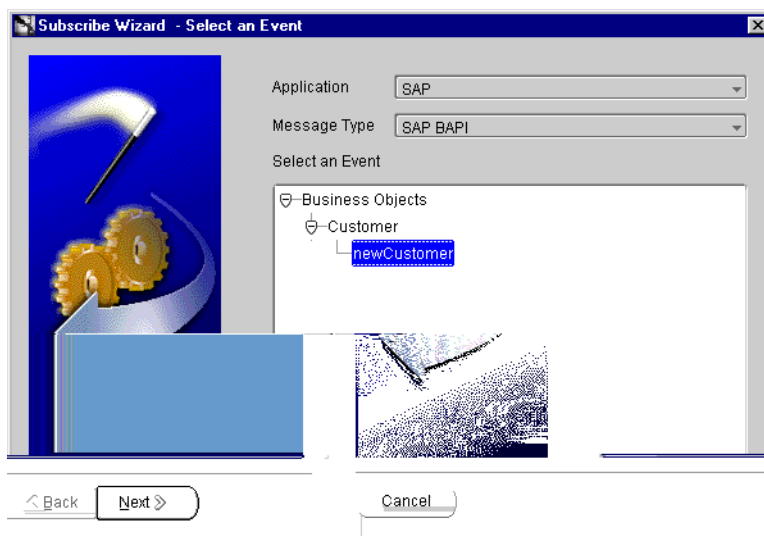 Subscribe Wizard - Select an Event
Application SAP
Message Type SAP BAPI
Select an Event
Business Objects
Customer
newCustomer
Back Next Cancel